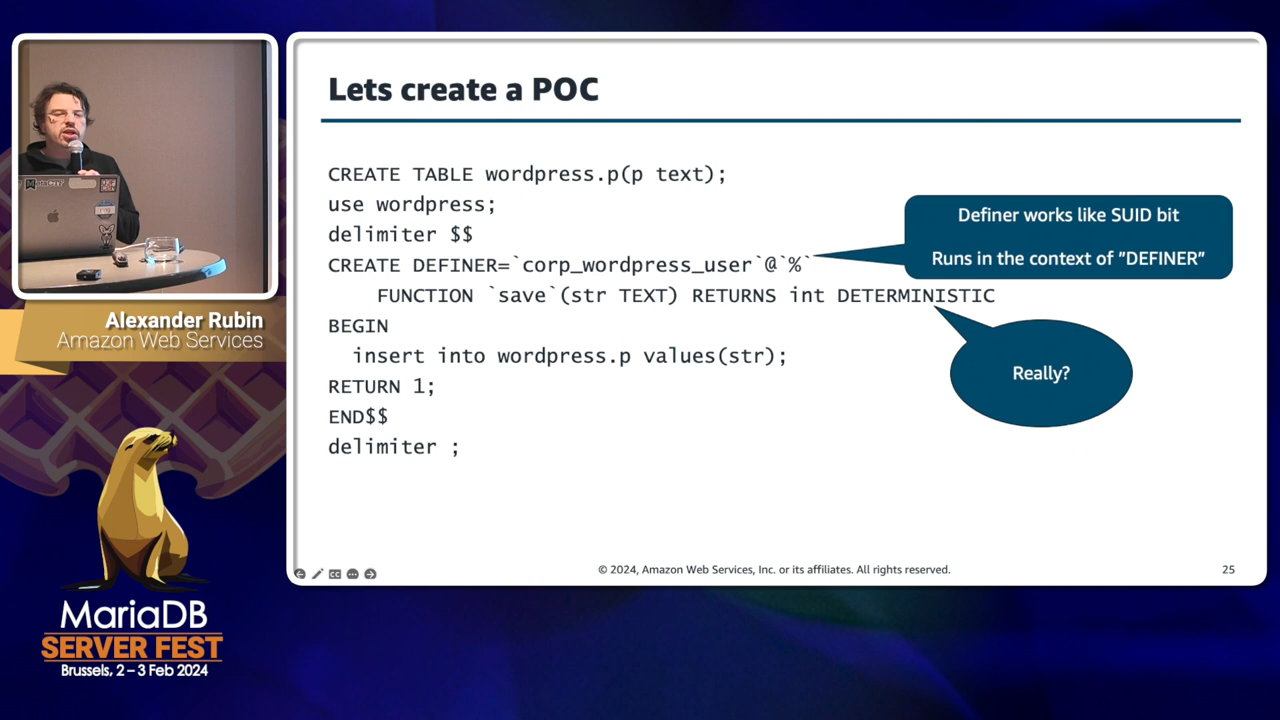 Lets create a POC
CREATE TABLE wordpress.p(p text);
use wordpress;
delimiter $$
CREATE DEFINER=`corp_wordpress_user`@`%`
FUNCTION `save`(str TEXT) RETURNS int DETERMINISTIC
BEGIN
insert into wordpress.p values(str);
RETURN 1;
END$$
delimiter ;
Definer works like SUID bit
Runs in the context of ”DEFINER”
Really?
© 2024, Amazon Web Services, Inc. or its affiliates. All rights reserved.
25
Alexander Rubin
Amazon Web Services
MariaDB
SERVER FEST
Brussels, 2 – 3 Feb 2024